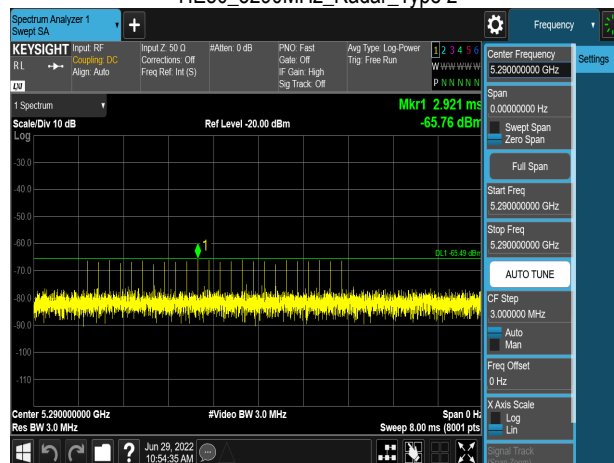 HE80_5290MHz_Radar_Type 2
Spectrum Analyzer 1
Swept SA
Frequency
KEYSIGHT
RL
LXI
Input: RF
Coupling: DC
Align: Auto
Input Z: 50 Ω
Corrections: Off
Freq Ref: Int (S)
#Atten: 0 dB
PNO: Fast
Gate: Off
IF Gain: High
Sig Track: Off
Avg Type: Log-Power
Trig: Free Run
1 2 3 4 5 6
W W W W W W
P N N N N N
1 Spectrum
Scale/Div 10 dB
Log
Ref Level -20.00 dBm
Mkr1 2.921 ms
-65.76 dBm
-30.0
-40.0
-50.0
-60.0
-70.0
-80.0
-90.0
-100
-110
1
DL1 -65.49 dBm
Center 5.290000000 GHz
Res BW 3.0 MHz
#Video BW 3.0 MHz
Span 0 Hz
Sweep 8.00 ms (8001 pts)
?
Jun 29, 2022
10:54:35 AM
Center Frequency
5.290000000 GHz
Settings
Span
0.00000000 Hz
Swept Span
Zero Span
Full Span
Start Freq
5.290000000 GHz
Stop Freq
5.290000000 GHz
AUTO TUNE
CF Step
3.000000 MHz
Auto
Man
Freq Offset
0 Hz
X Axis Scale
Log
Lin
Signal Track
(Span Zoom)